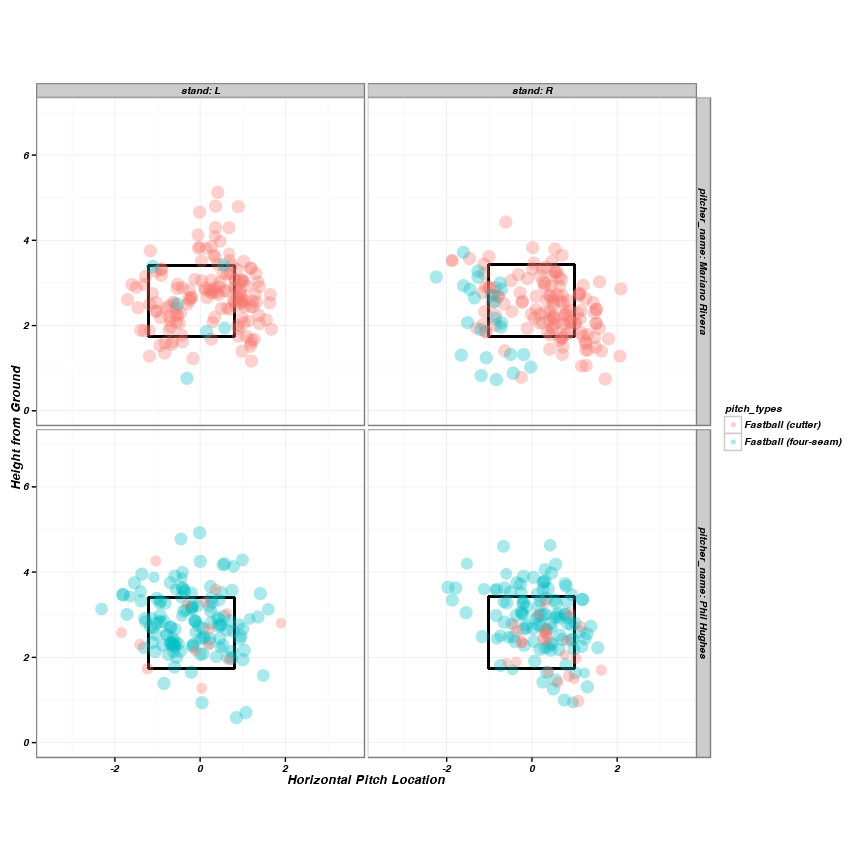 stand: L
stand: R
6
4
2
0
pitcher_name: Mariano Rivera
6
4
2
0
pitcher_name: Phil Hughes
-2
0
2
-2
0
2
Horizontal Pitch Location
Height from Ground
pitch_types
Fastball (cutter)
Fastball (four-seam)